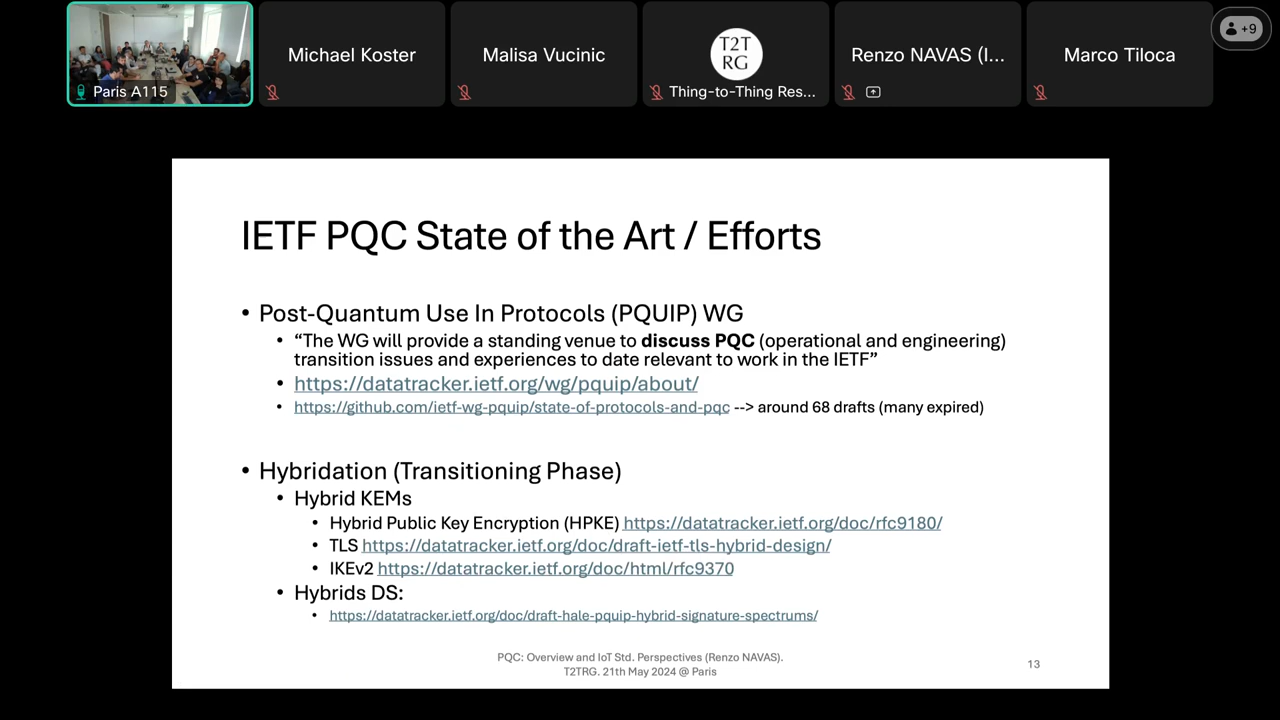 Paris A115
Michael Koster
Malisa Vucinic
T2T
RG
Thing-to-Thing Res...
Renzo NAVAS (I...
Marco Tiloca
+9
IETF PQC State of the Art / Efforts
• Post-Quantum Use In Protocols (PQUIP) WG
• “The WG will provide a standing venue to discuss PQC (operational and engineering)
transition issues and experiences to date relevant to work in the IETF”
• https://datatracker.ietf.org/wg/pquip/about/
• https://github.com/ietf-wg-pquip/state-of-protocols-and-pqc --> around 68 drafts (many expired)
• Hybridation (Transitioning Phase)
• Hybrid KEMs
• Hybrid Public Key Encryption (HPKE) https://datatracker.ietf.org/doc/rfc9180/
• TLS https://datatracker.ietf.org/doc/draft-ietf-tls-hybrid-design/
• IKEv2 https://datatracker.ietf.org/doc/html/rfc9370
• Hybrids DS:
• https://datatracker.ietf.org/doc/draft-hale-pquip-hybrid-signature-spectrums/
PQC: Overview and IoT Std. Perspectives (Renzo NAVAS).
T2TRG. 21th May 2024 @ Paris
13